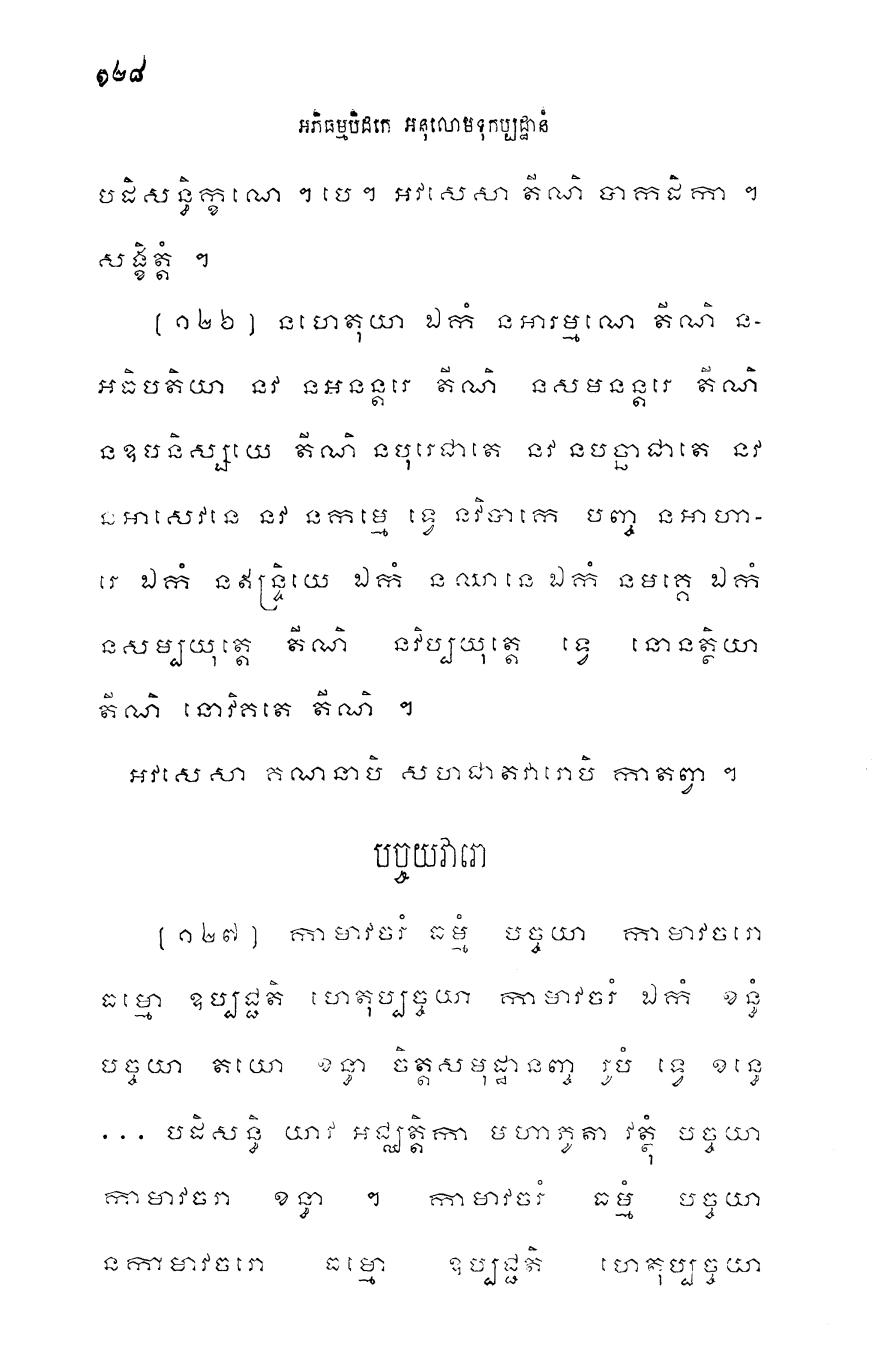 ១២៨
អភិធម្មបិដកេ អនុលោមទុកប្បដ្ឋានំ
បដិសន្ធិក្ខណេ ។ បេ។ អវសេសា តីណិ បាកដិកា ។
សង្ខិត្តំ ។
(១២៦) នហេតុយា ឯកំ នអារម្មណេ តីណិ ន-
អធិបតិយា នវ នអនន្តរេ តីណិ នសមនន្តរេ តីណិ
នឧបនិស្សយេ តីណិ នបុរេជាតេ នវ នបច្ឆាជាតេ នវ
នអាសេវនេ នវ នកម្មេ ទ្វេ នវិបាកេ បញ្ច នអាហា-
រេ ឯកំ នឥន្ទ្រិយេ ឯកំ នឈានេ ឯកំ នមគ្គេ ឯកំ
នសម្បយុត្តេ តីណិ នវិប្បយុត្តេ ទ្វេ នោនត្ថិយា
តីណិ នោវិគតេ តីណិ ។
អវសេសា គណនាបិ សហជាតវារោបិ កាតញ្វា ។
បច្ចយវារោ
(១២៧) កាមាវចរំ ធម្មំ បច្ចយា កាមាវចរោ
ធម្មោ ឧប្បជ្ជតិ ហេតុប្បច្ចយា កាមាវចរំ ឯកំ ខន្ធំ
បច្ចយា តយោ ខន្ធា ចិត្តសមុដ្ឋានញ្ច រូបំ ទ្វេ ខន្ធេ
... បដិសន្ធិ យាវ អជ្ឈត្តិកា មហាភូតា វត្ថុំ បច្ចយា
កាមាវចរា ខន្ធា ។ កាមាវចរំ ធម្មំ បច្ចយា
នកាមាវចរោ ធម្មោ ឧប្បជ្ជតិ ហេតុប្បច្ចយា